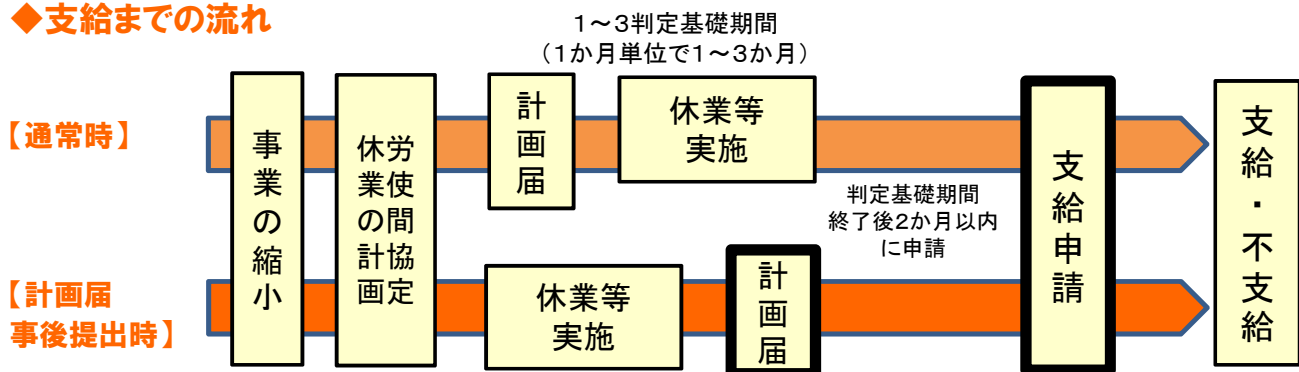 ◆支給までの流れ
1～3判定基礎期間
（1か月単位で1～3か月）
【通常時】
事業の縮小
労使間協定
休業の計画
計画届
休業等
実施
判定基礎期間
終了後2か月以内
に申請
支給申請
支給・不支給
【計画届
事後提出時】
休業等
実施
計画届